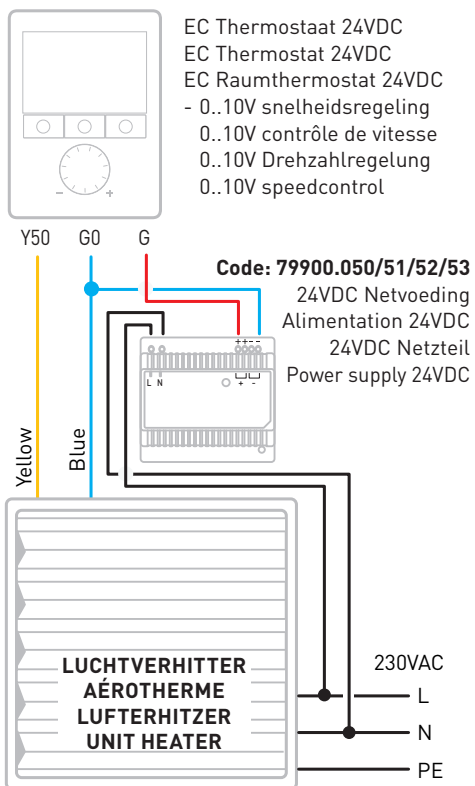 EC Thermostaat 24VDC
EC Thermostat 24VDC
EC Raumthermostat 24VDC
- 0..10V snelheidsregeling
0..10V contrôle de vitesse
0..10V Drehzahlregelung
0..10V speedcontrol
- +
Y50 G0 G
Code: 79900.050/51/52/53
24VDC Netvoeding
Alimentation 24VDC
24VDC Netzteil
Power supply 24VDC
++--
L N
+ -
Yellow
Blue
LUCHTVERHITTER
AÉROTHERME
LUFTERHITZER
UNIT HEATER
230VAC
L
N
PE